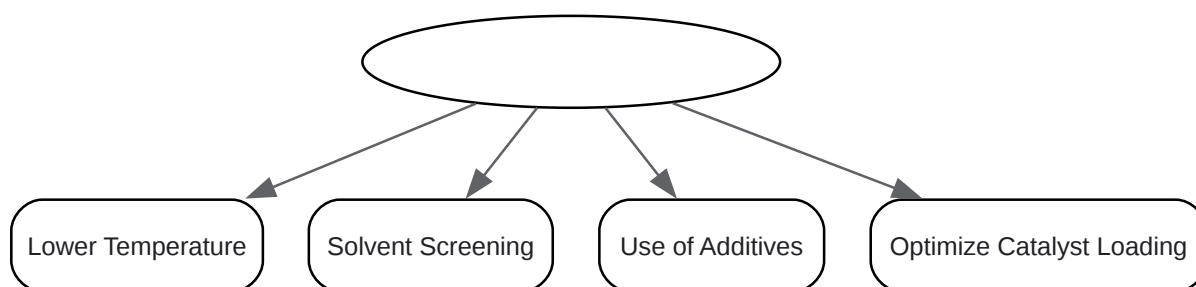 Lower Temperature
Solvent Screening
Use of Additives
Optimize Catalyst Loading